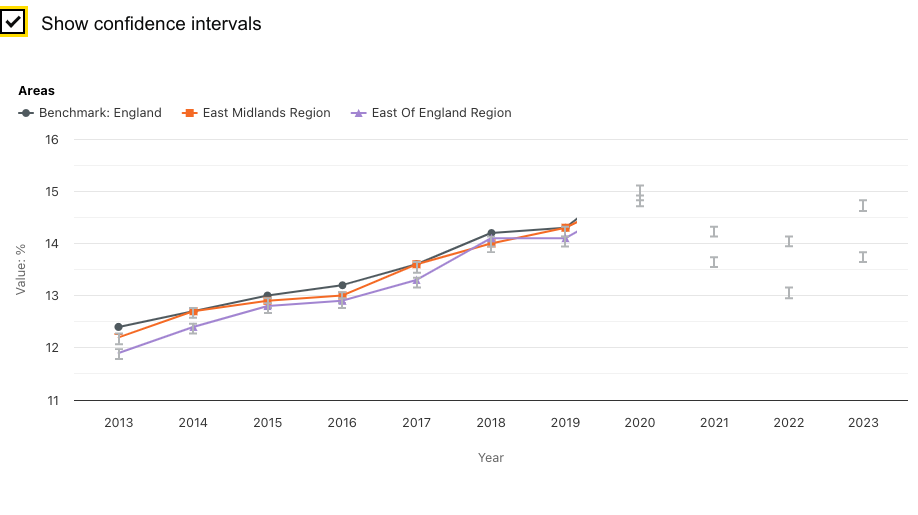 Show confidence intervals
Areas
Benchmark: England East Midlands Region East Of England Region
16
15
14
13
12
11
Value: %
2013 2014 2015 2016 2017 2018 2019 2020 2021 2022 2023
Year